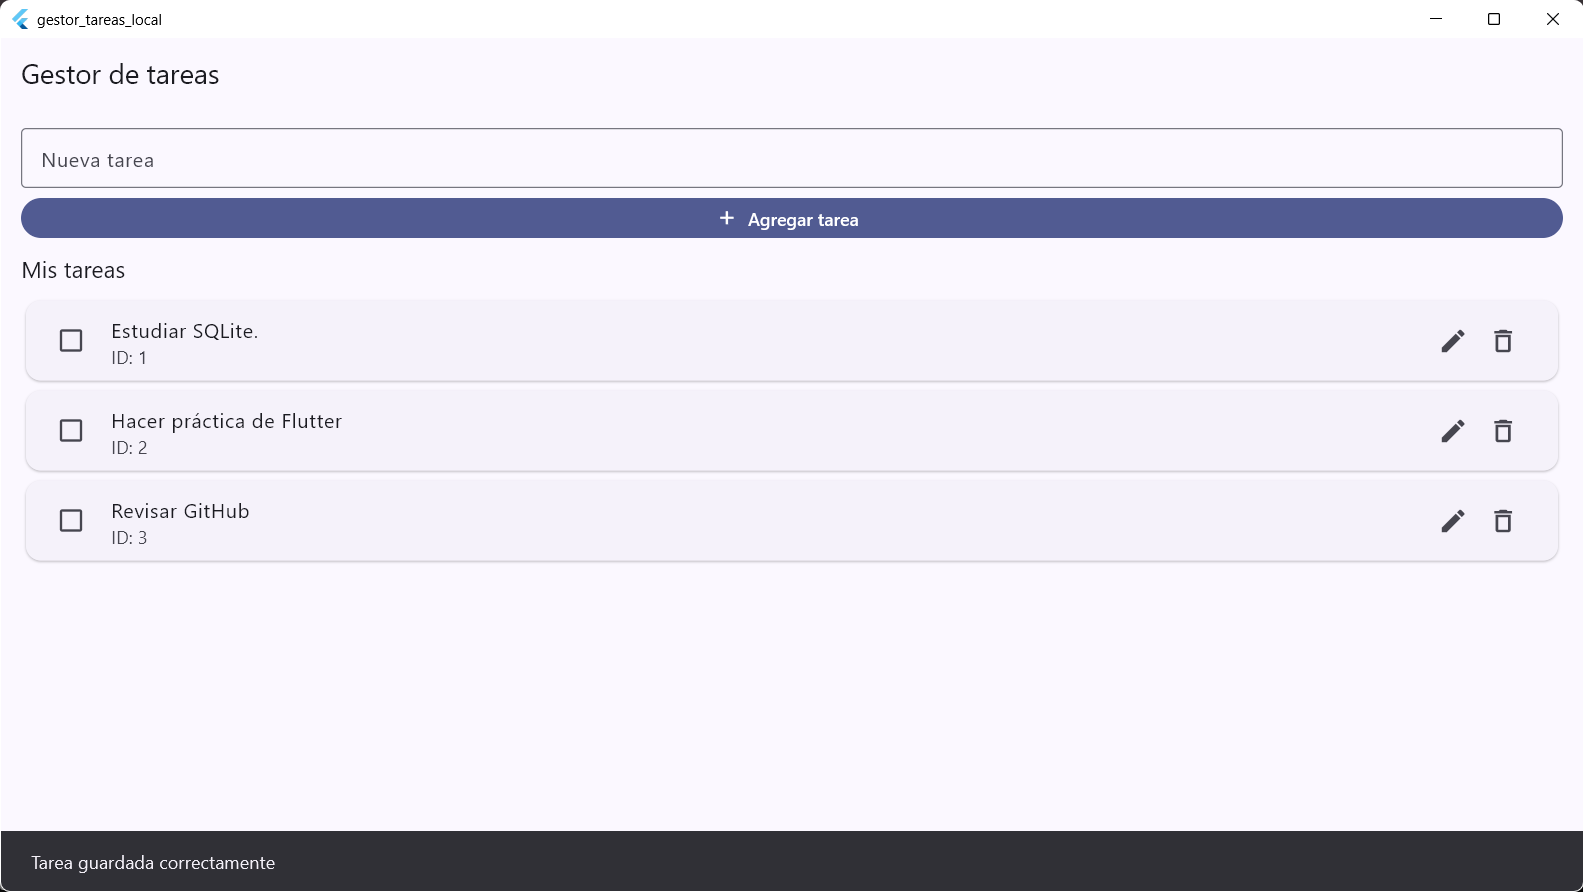 gestor_tareas_local
Gestor de tareas
Nueva tarea
+ Agregar tarea
Mis tareas
Estudiar SQLite.
ID: 1
Hacer práctica de Flutter
ID: 2
Revisar GitHub
ID: 3
Tarea guardada correctamente